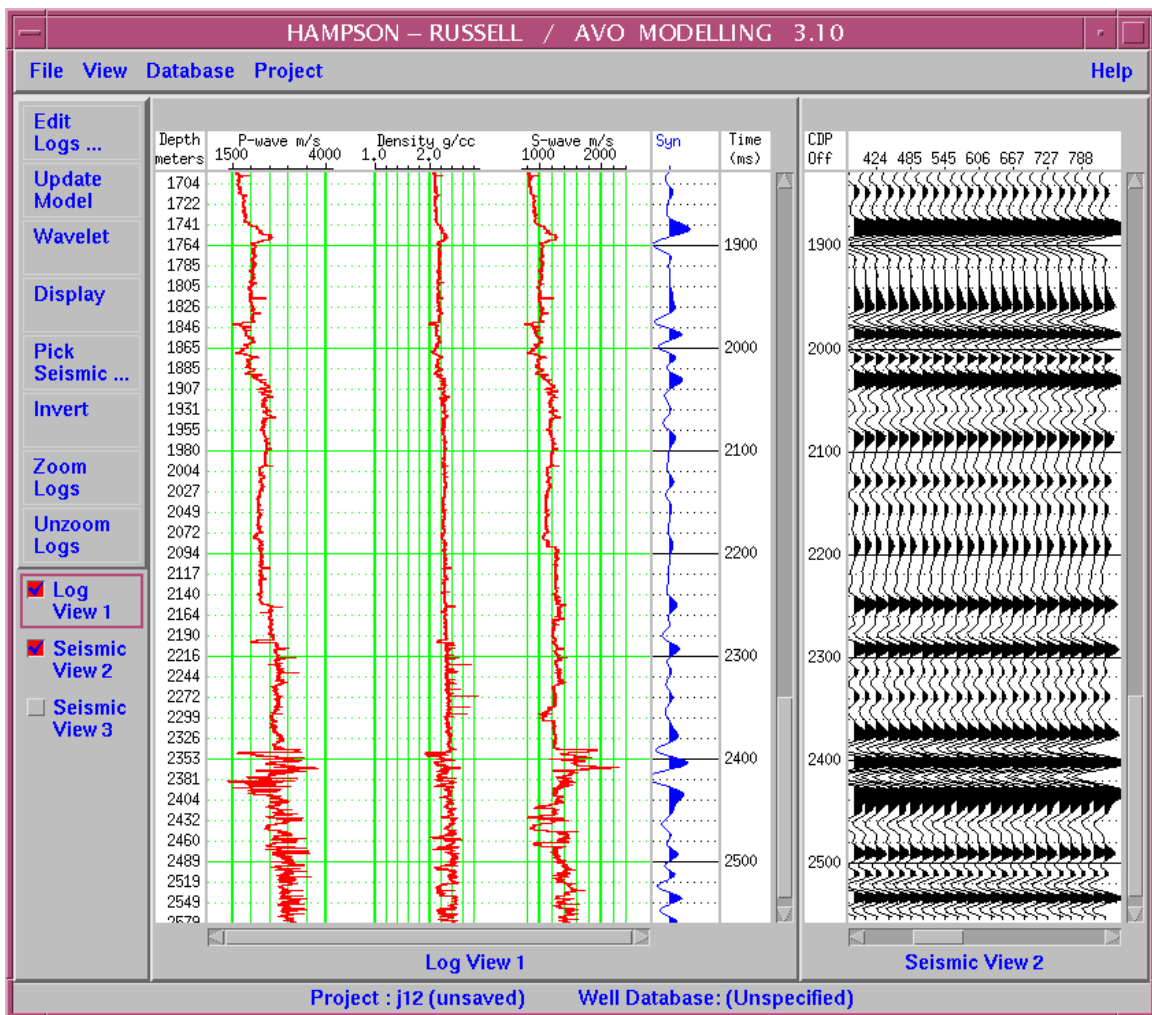 HAMPSON – RUSSELL / AVO MODELLING 3.10
File View Database Project Help
Edit
Logs ...
Update
Model
Wavelet
Display
Pick
Seismic ...
Invert
Zoom
Logs
Unzoom
Logs
Log
View 1
Seismic
View 2
Seismic
View 3
Depth P-wave m/s Density g/cc S-wave m/s Syn Time
meters 1500 4000 1.0 2.0 1000 2000 (ms)
1704
1722
1741
1764 1900
1785
1805
1826
1846
1865 2000
1885
1907
1931
1955
1980 2100
2004
2027
2049
2072
2094 2200
2117
2140
2164
2190
2216 2300
2244
2272
2299
2326
2353 2400
2381
2404
2432
2460
2489 2500
2519
2549
2579
Log View 1
CDP
Off 424 485 545 606 667 727 788
1900
2000
2100
2200
2300
2400
2500
Seismic View 2
Project : j12 (unsaved) Well Database: (Unspecified)